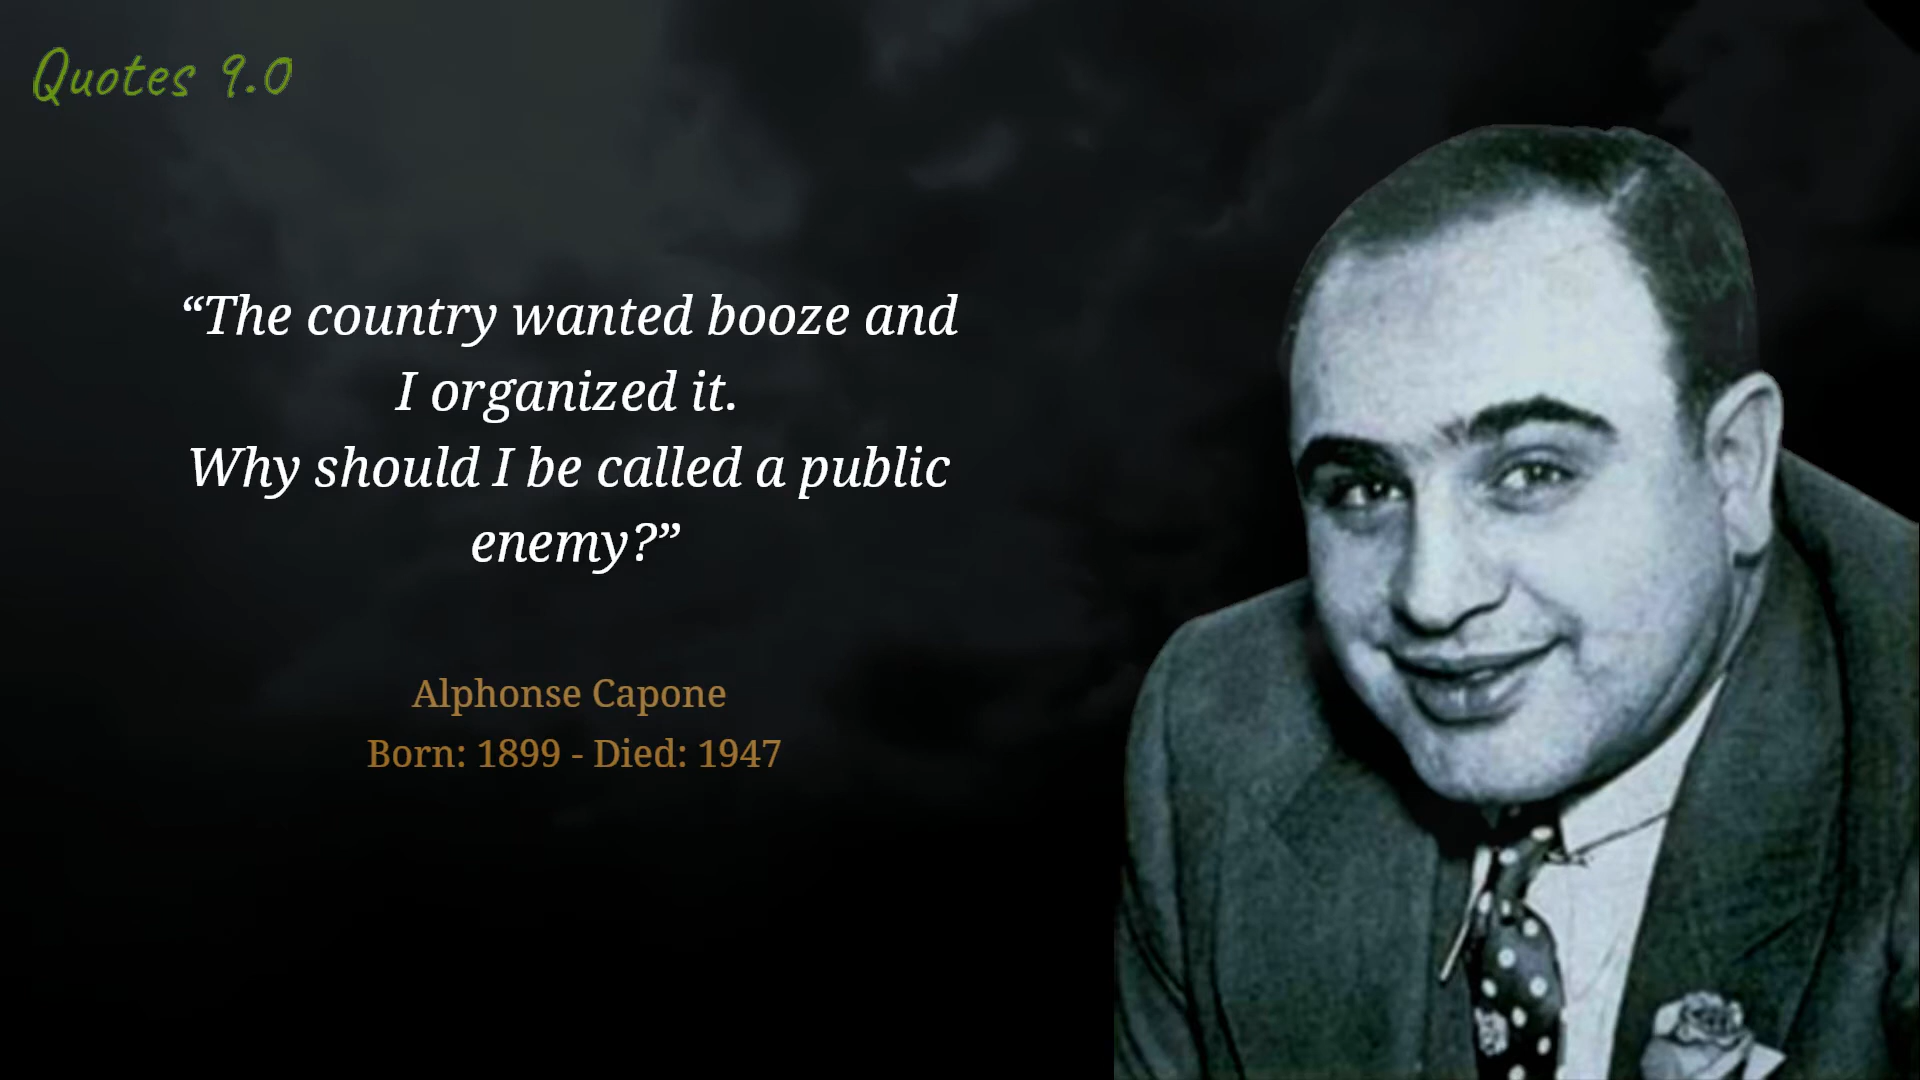 Quotes 9.0
“The country wanted booze and
I organized it.
Why should I be called a public
enemy?”
Alphonse Capone
Born: 1899 - Died: 1947